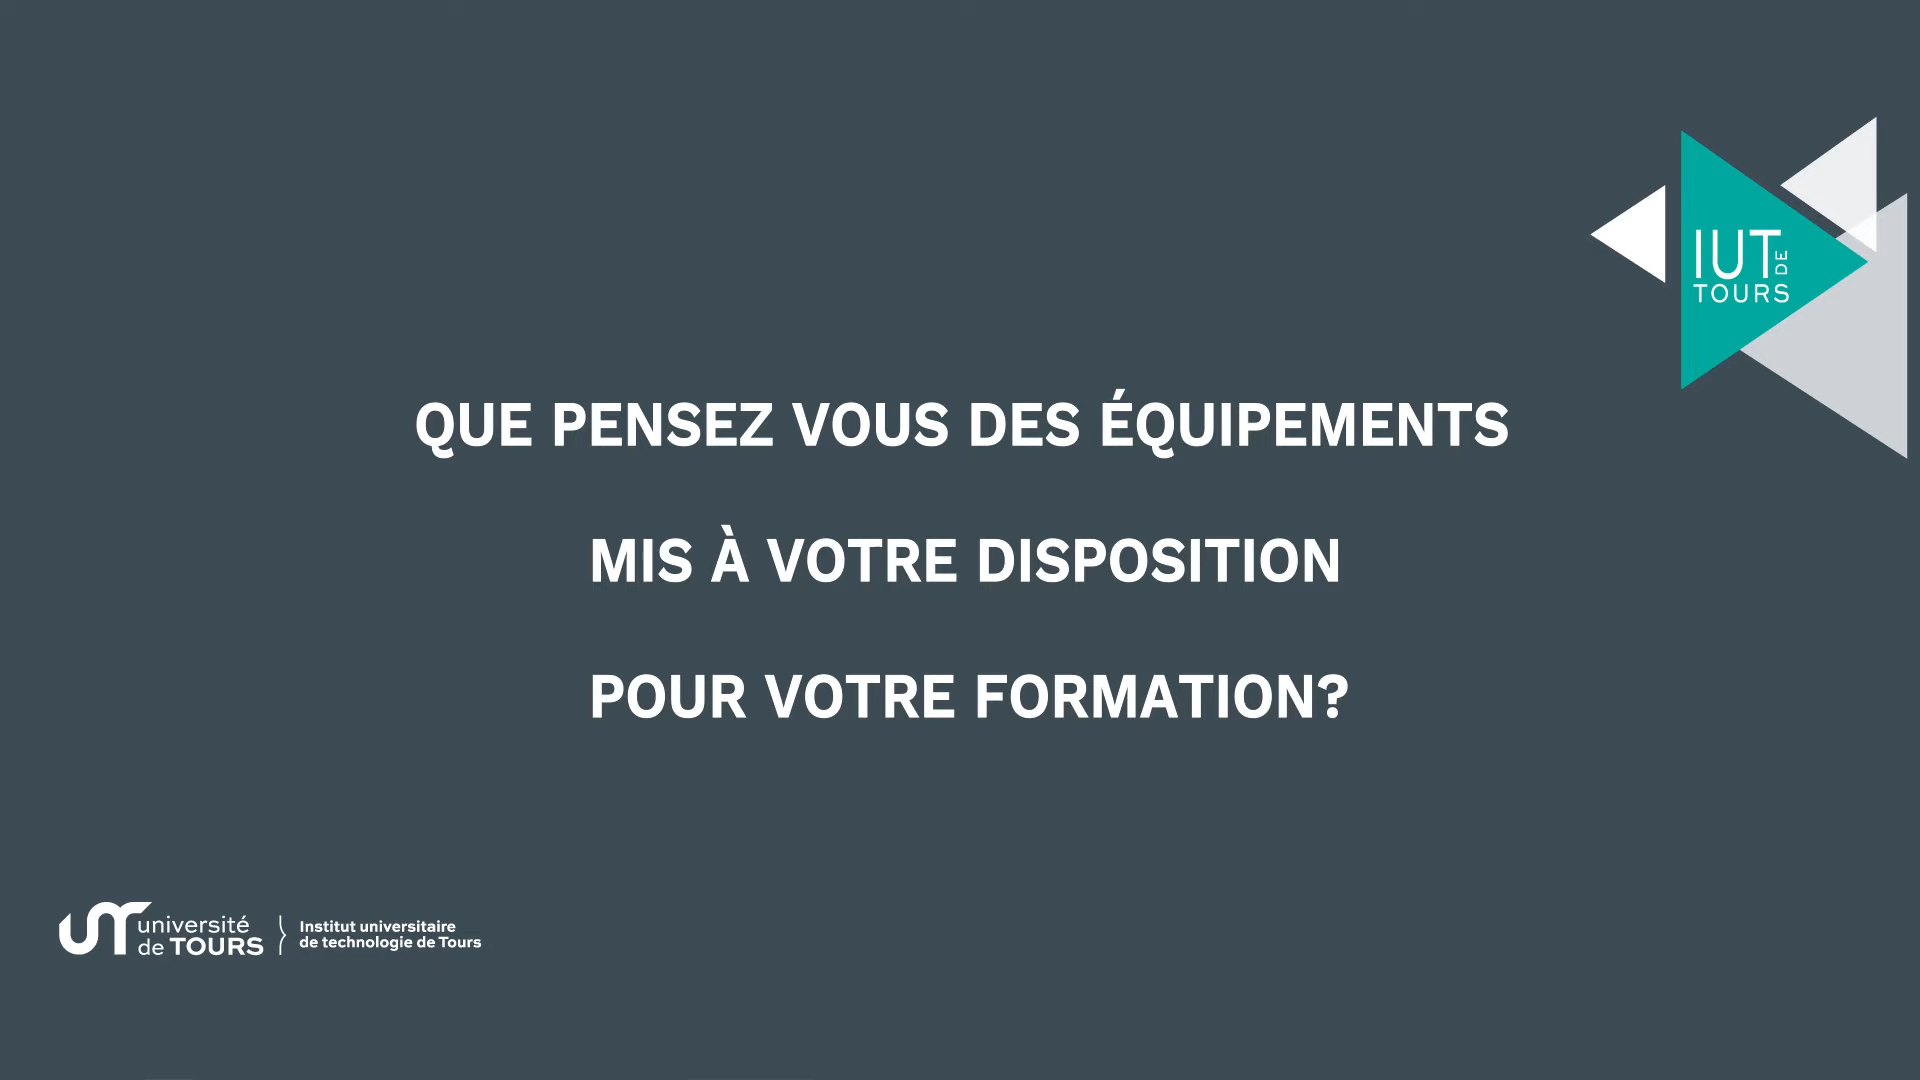 IUT DE
TOURS
QUE PENSEZ VOUS DES ÉQUIPEMENTS
MIS À VOTRE DISPOSITION
POUR VOTRE FORMATION?
université
de TOURS
Institut universitaire
de technologie de Tours